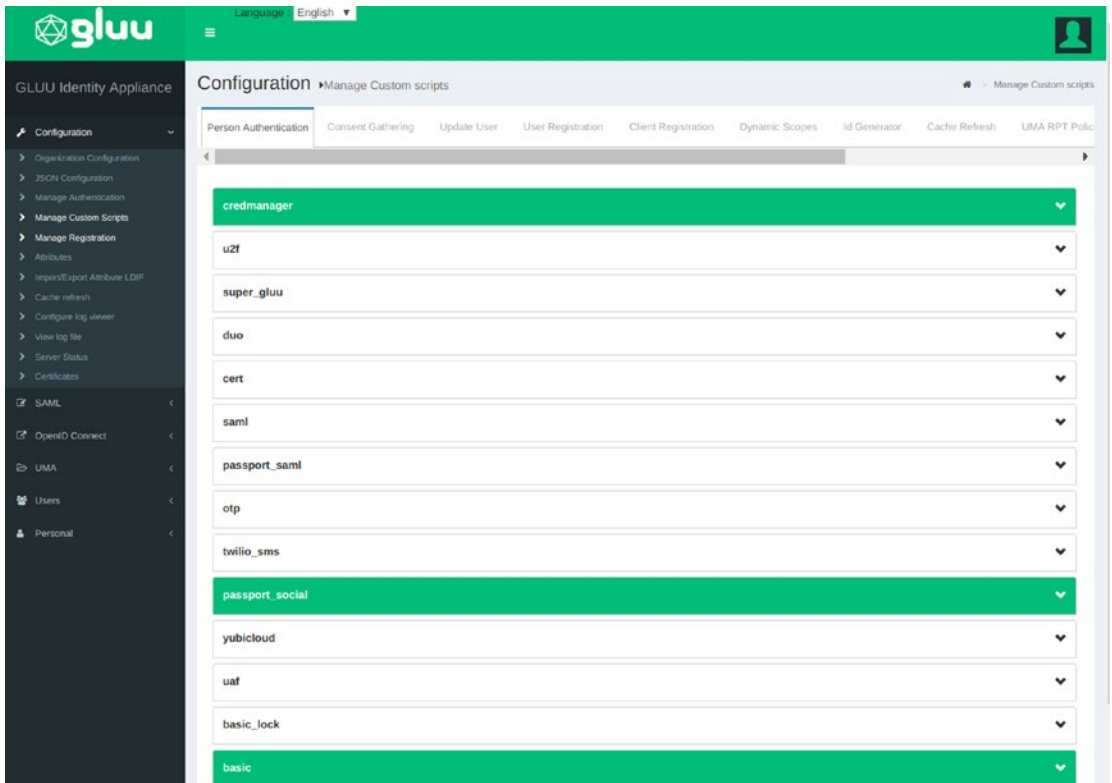 gluu
Language : English
GLUU Identity Appliance
Configuration
Organization Configuration
JSON Configuration
Manage Authentication
Manage Custom Scripts
Manage Registration
Attributes
Import/Export Attribute LDIF
Cache refresh
Configure log viewer
View log file
Server Status
Certificates
SAML
OpenID Connect
UMA
Users
Personal
Configuration Manage Custom scripts
> Manage Custom scripts
Person Authentication Consent Gathering Update User User Registration Client Registration Dynamic Scopes Id Generator Cache Refresh UMA RPT Polic
credmanager
u2f
super_gluu
duo
cert
saml
passport_saml
otp
twilio_sms
passport_social
yubicloud
uaf
basic_lock
basic